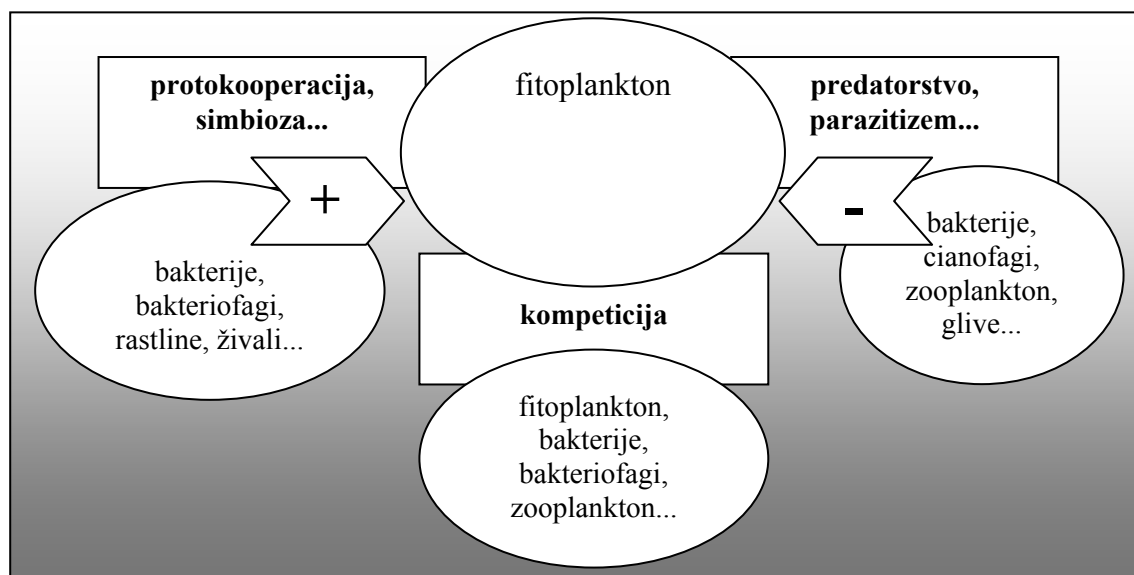 fitoplankton
protokooperacija,
simbioza...
+
bakterije,
bakteriofagi,
rastline, živali...
predatorstvo,
parazitizem...
-
bakterije,
cianofagi,
zooplankton,
glive...
kompeticija
fitoplankton,
bakterije,
bakteriofagi,
zooplankton...